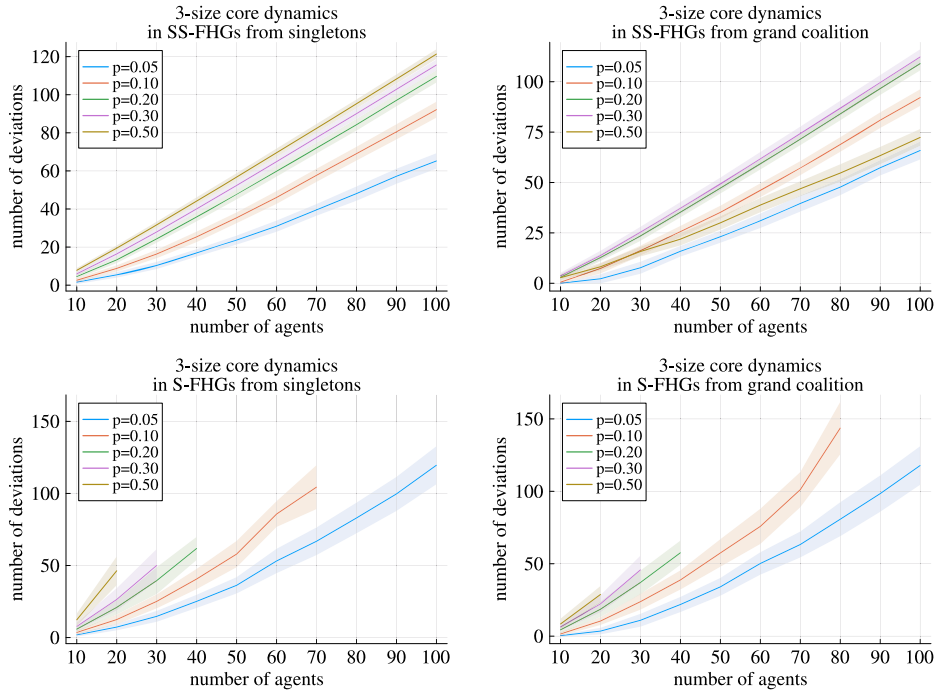 3-size core dynamics
in SS-FHGs from singletons
number of deviations
120
100
80
60
40
20
0
p=0.05
p=0.10
p=0.20
p=0.30
p=0.50
10 20 30 40 50 60 70 80 90 100
number of agents
3-size core dynamics
in SS-FHGs from grand coalition
number of deviations
100
75
50
25
0
p=0.05
p=0.10
p=0.20
p=0.30
p=0.50
10 20 30 40 50 60 70 80 90 100
number of agents
3-size core dynamics
in S-FHGs from singletons
number of deviations
150
100
50
0
p=0.05
p=0.10
p=0.20
p=0.30
p=0.50
10 20 30 40 50 60 70 80 90 100
number of agents
3-size core dynamics
in S-FHGs from grand coalition
number of deviations
150
100
50
0
p=0.05
p=0.10
p=0.20
p=0.30
p=0.50
10 20 30 40 50 60 70 80 90 100
number of agents